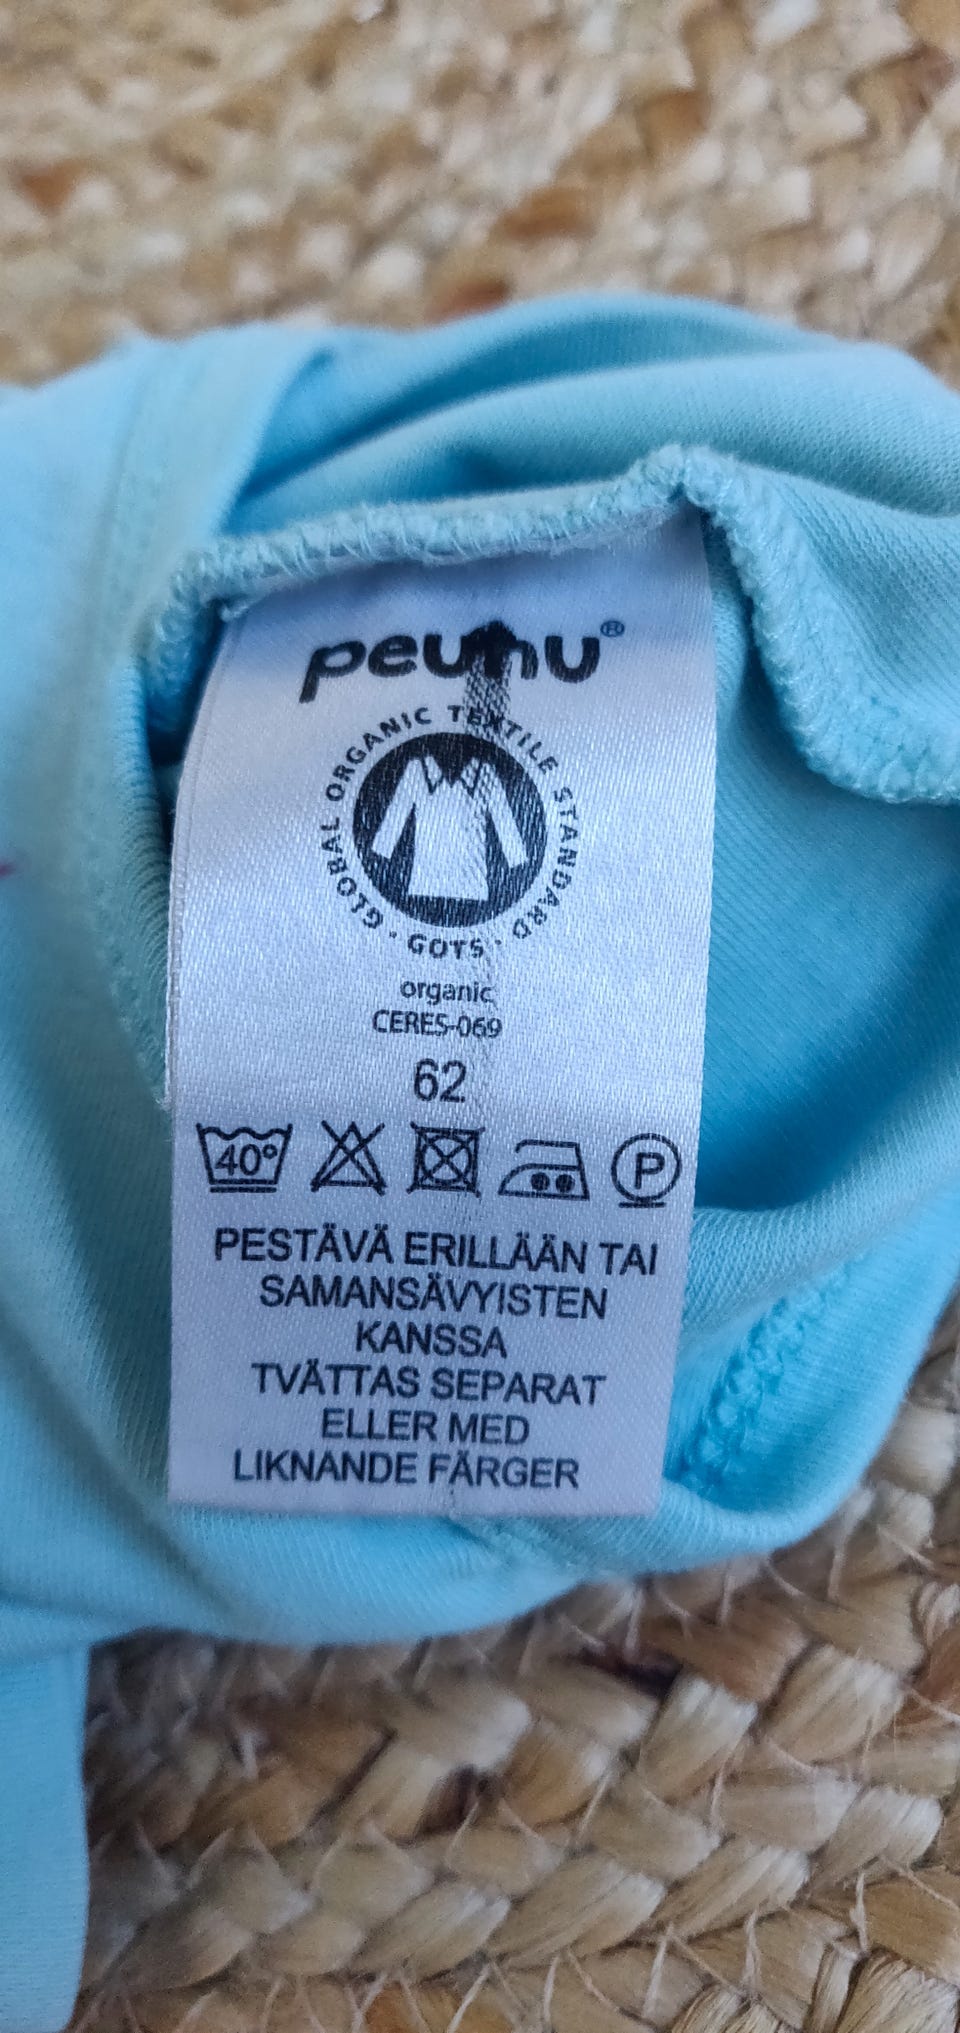 peuhu®
GLOBAL ORGANIC TEXTILE STANDARD · GOTS ·
organic
CERES-069
62
40°
P
PESTÄVÄ ERILLÄÄN TAI
SAMANSÄVYISTEN
KANSSA
TVÄTTAS SEPARAT
ELLER MED
LIKNANDE FÄRGER